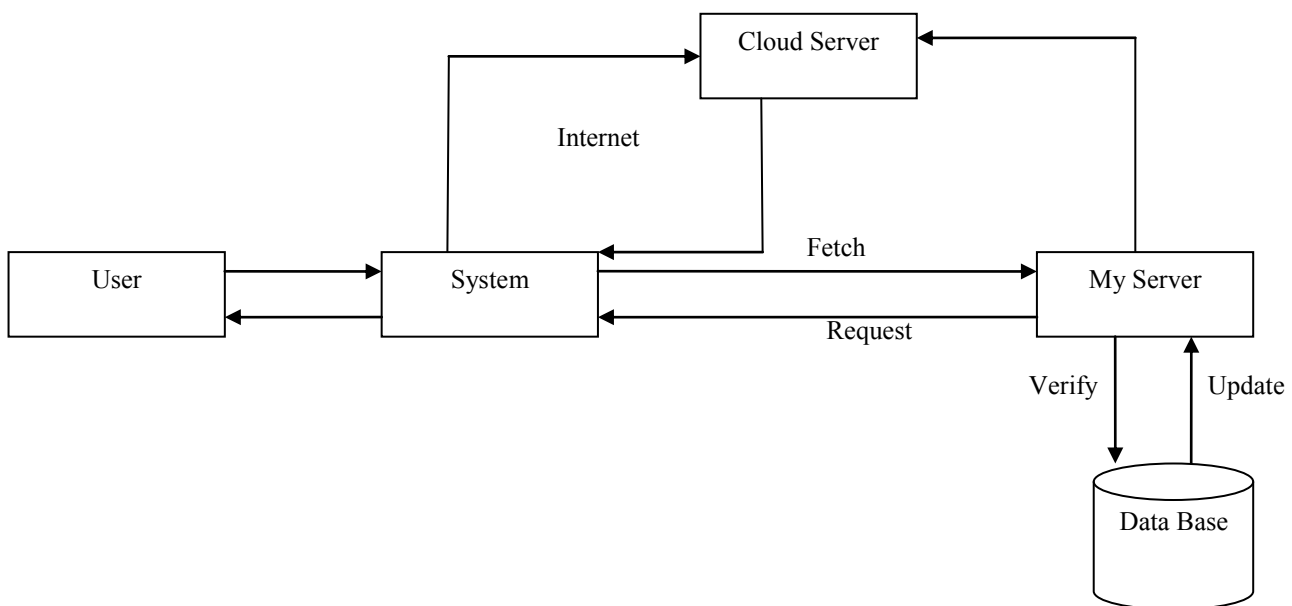 Cloud Server
Internet
Fetch
User
System
My Server
Request
Verify
Update
Data Base